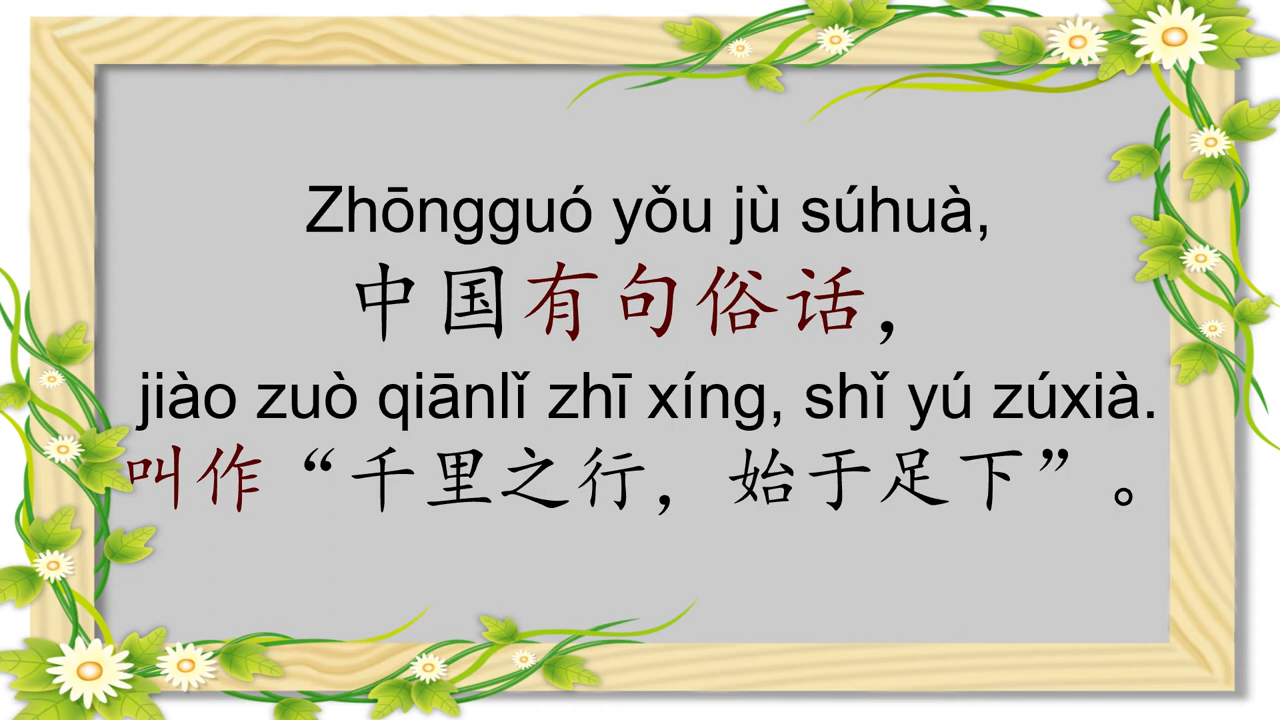 Zhōngguó yǒu jù súhuà,
中国有句俗话，
jiào zuò qiānlǐ zhī xíng, shǐ yú zúxià.
叫作“千里之行，始于足下”。